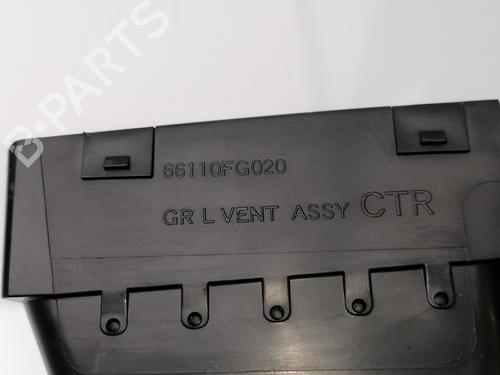 B-PARTS
66110FG020
GR L VENT ASSY CTR